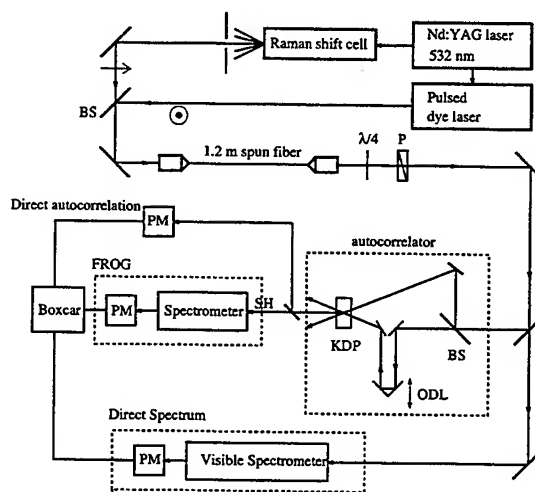 Nd:YAG laser
532 nm
Raman shift cell
Pulsed
dye laser
BS
1.2 m spun fiber
λ/4
P
Direct autocorrelation
PM
autocorrelator
FROG
Boxcar
PM
Spectrometer
SH
KDP
BS
ODL
Direct Spectrum
PM
Visible Spectrometer